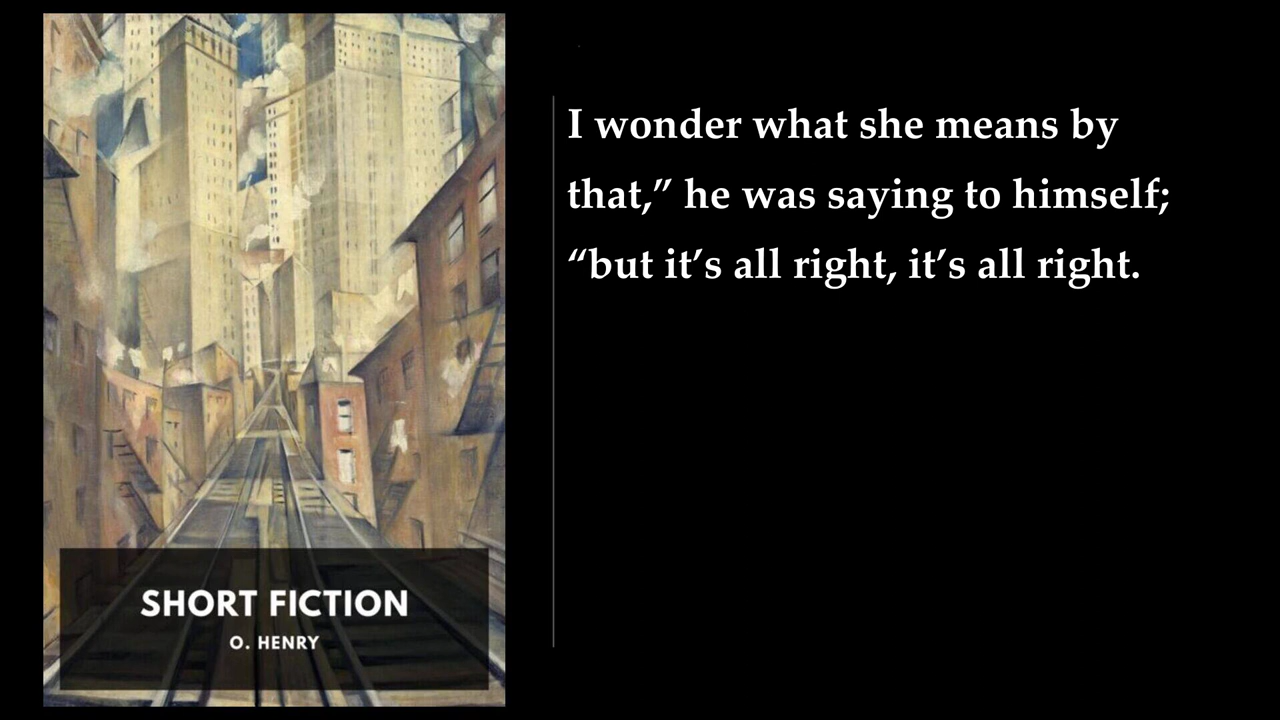 I wonder what she means by
that,” he was saying to himself;
“but it’s all right, it’s all right.
SHORT FICTION
O. HENRY